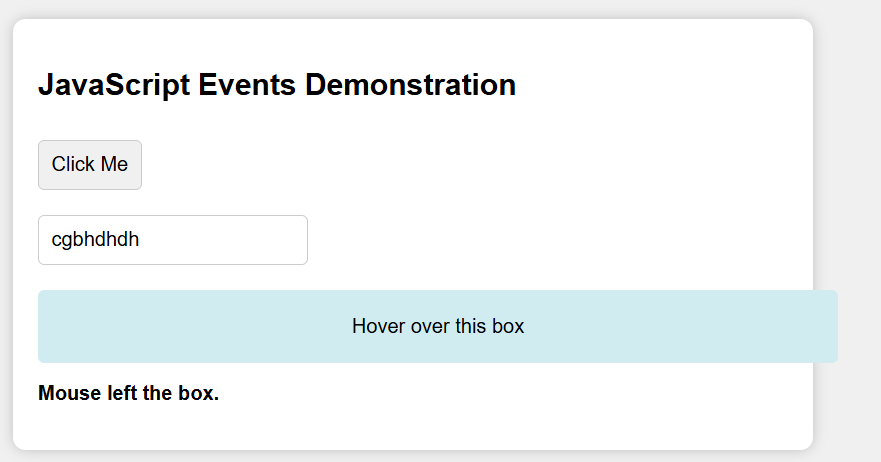 JavaScript Events Demonstration
Click Me
cgbhdhdh
Hover over this box
Mouse left the box.